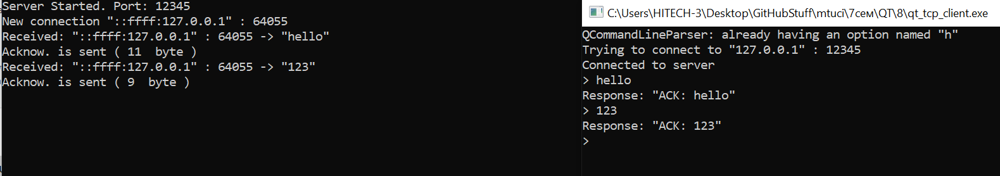 Server Started. Port: 12345
New connection "::ffff:127.0.0.1" : 64055
Received: "::ffff:127.0.0.1" : 64055 -> "hello"
Acknow. is sent ( 11  byte )
Received: "::ffff:127.0.0.1" : 64055 -> "123"
Acknow. is sent ( 9  byte )
C:\Users\HITECH-3\Desktop\GitHubStuff\mtuci\7сем\QT\8\qt_tcp_client.exe
QCommandLineParser: already having an option named "h"
Trying to connect to "127.0.0.1" : 12345
Connected to server
> hello
Response: "ACK: hello"
> 123
Response: "ACK: 123"
>